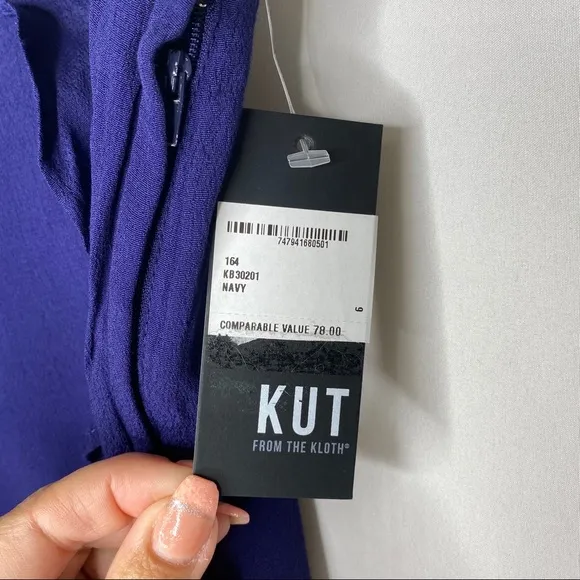 747941680501
164
KB30201
NAVY
6
COMPARABLE VALUE 78.00
KUT
FROM THE KLOTH®